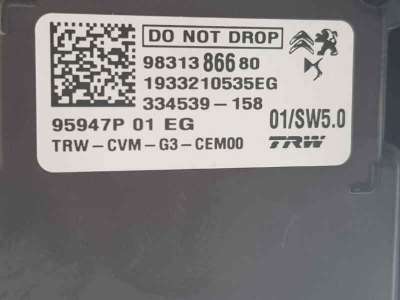 DO NOT DROP
98313 866 80
1933210535EG
334539-158
95947P 01 EG
01/SW5.0
TRW-CVM-G3-CEM00
TRW